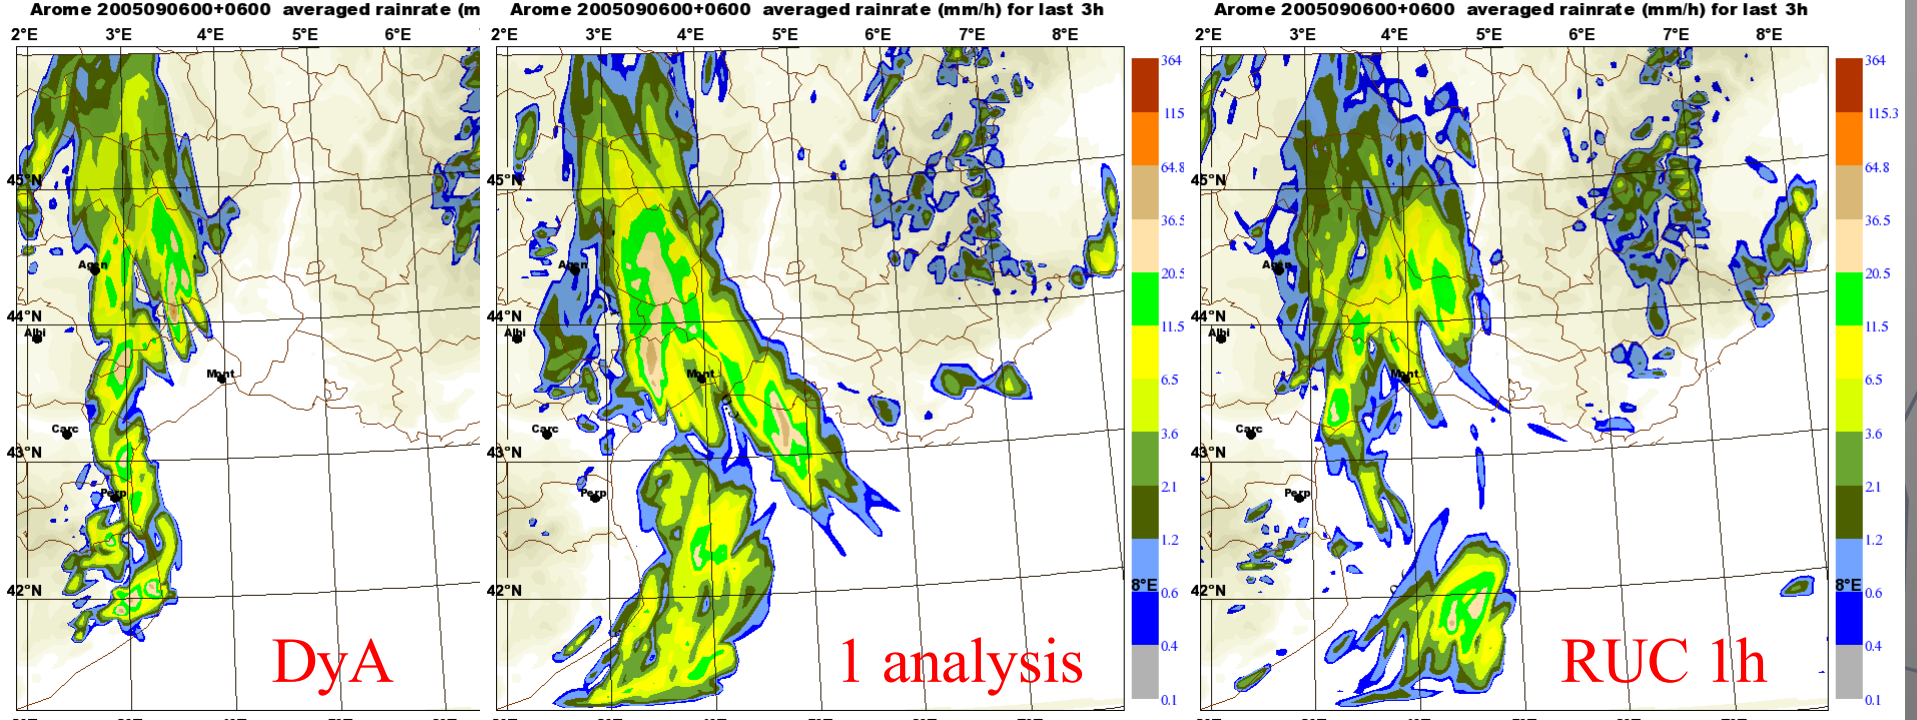 Arome 2005090600+0600 averaged rainrate (m
Arome 2005090600+0600 averaged rainrate (mm/h) for last 3h
Arome 2005090600+0600 averaged rainrate (mm/h) for last 3h
2°E 3°E 4°E 5°E 6°E 7
2°E 3°E 4°E 5°E 6°E 7°E 8°E
2°E 3°E 4°E 5°E 6°E 7°E 8°E
45°N
Agen
44°N
Albi
Mont
Carc
43°N
Perp
42°N
DyA
45°N
Agen
44°N
Albi
Mont
Carc
43°N
Perp
42°N
1 analysis
364
115
64.8
36.5
20.5
11.5
6.5
3.6
2.1
1.2
8°E
0.6
0.4
0.1
45°N
Agen
44°N
Albi
Mont
Carc
43°N
Perp
42°N
RUC 1h
364
115.3
64.8
36.5
20.5
11.5
6.5
3.6
2.1
1.2
8°E
0.6
0.4
0.1